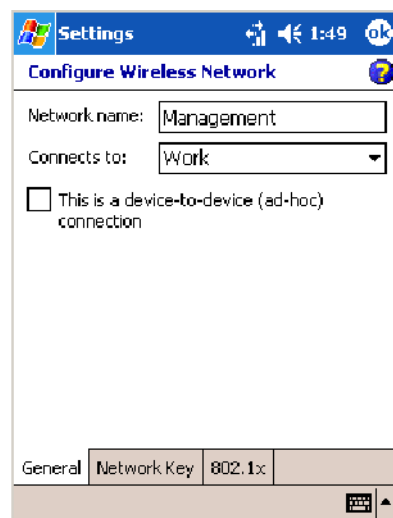 Settings 1:49 ok
Configure Wireless Network ?
Network name: Management
Connects to: Work
This is a device-to-device (ad-hoc)
connection
General Network Key 802.1x